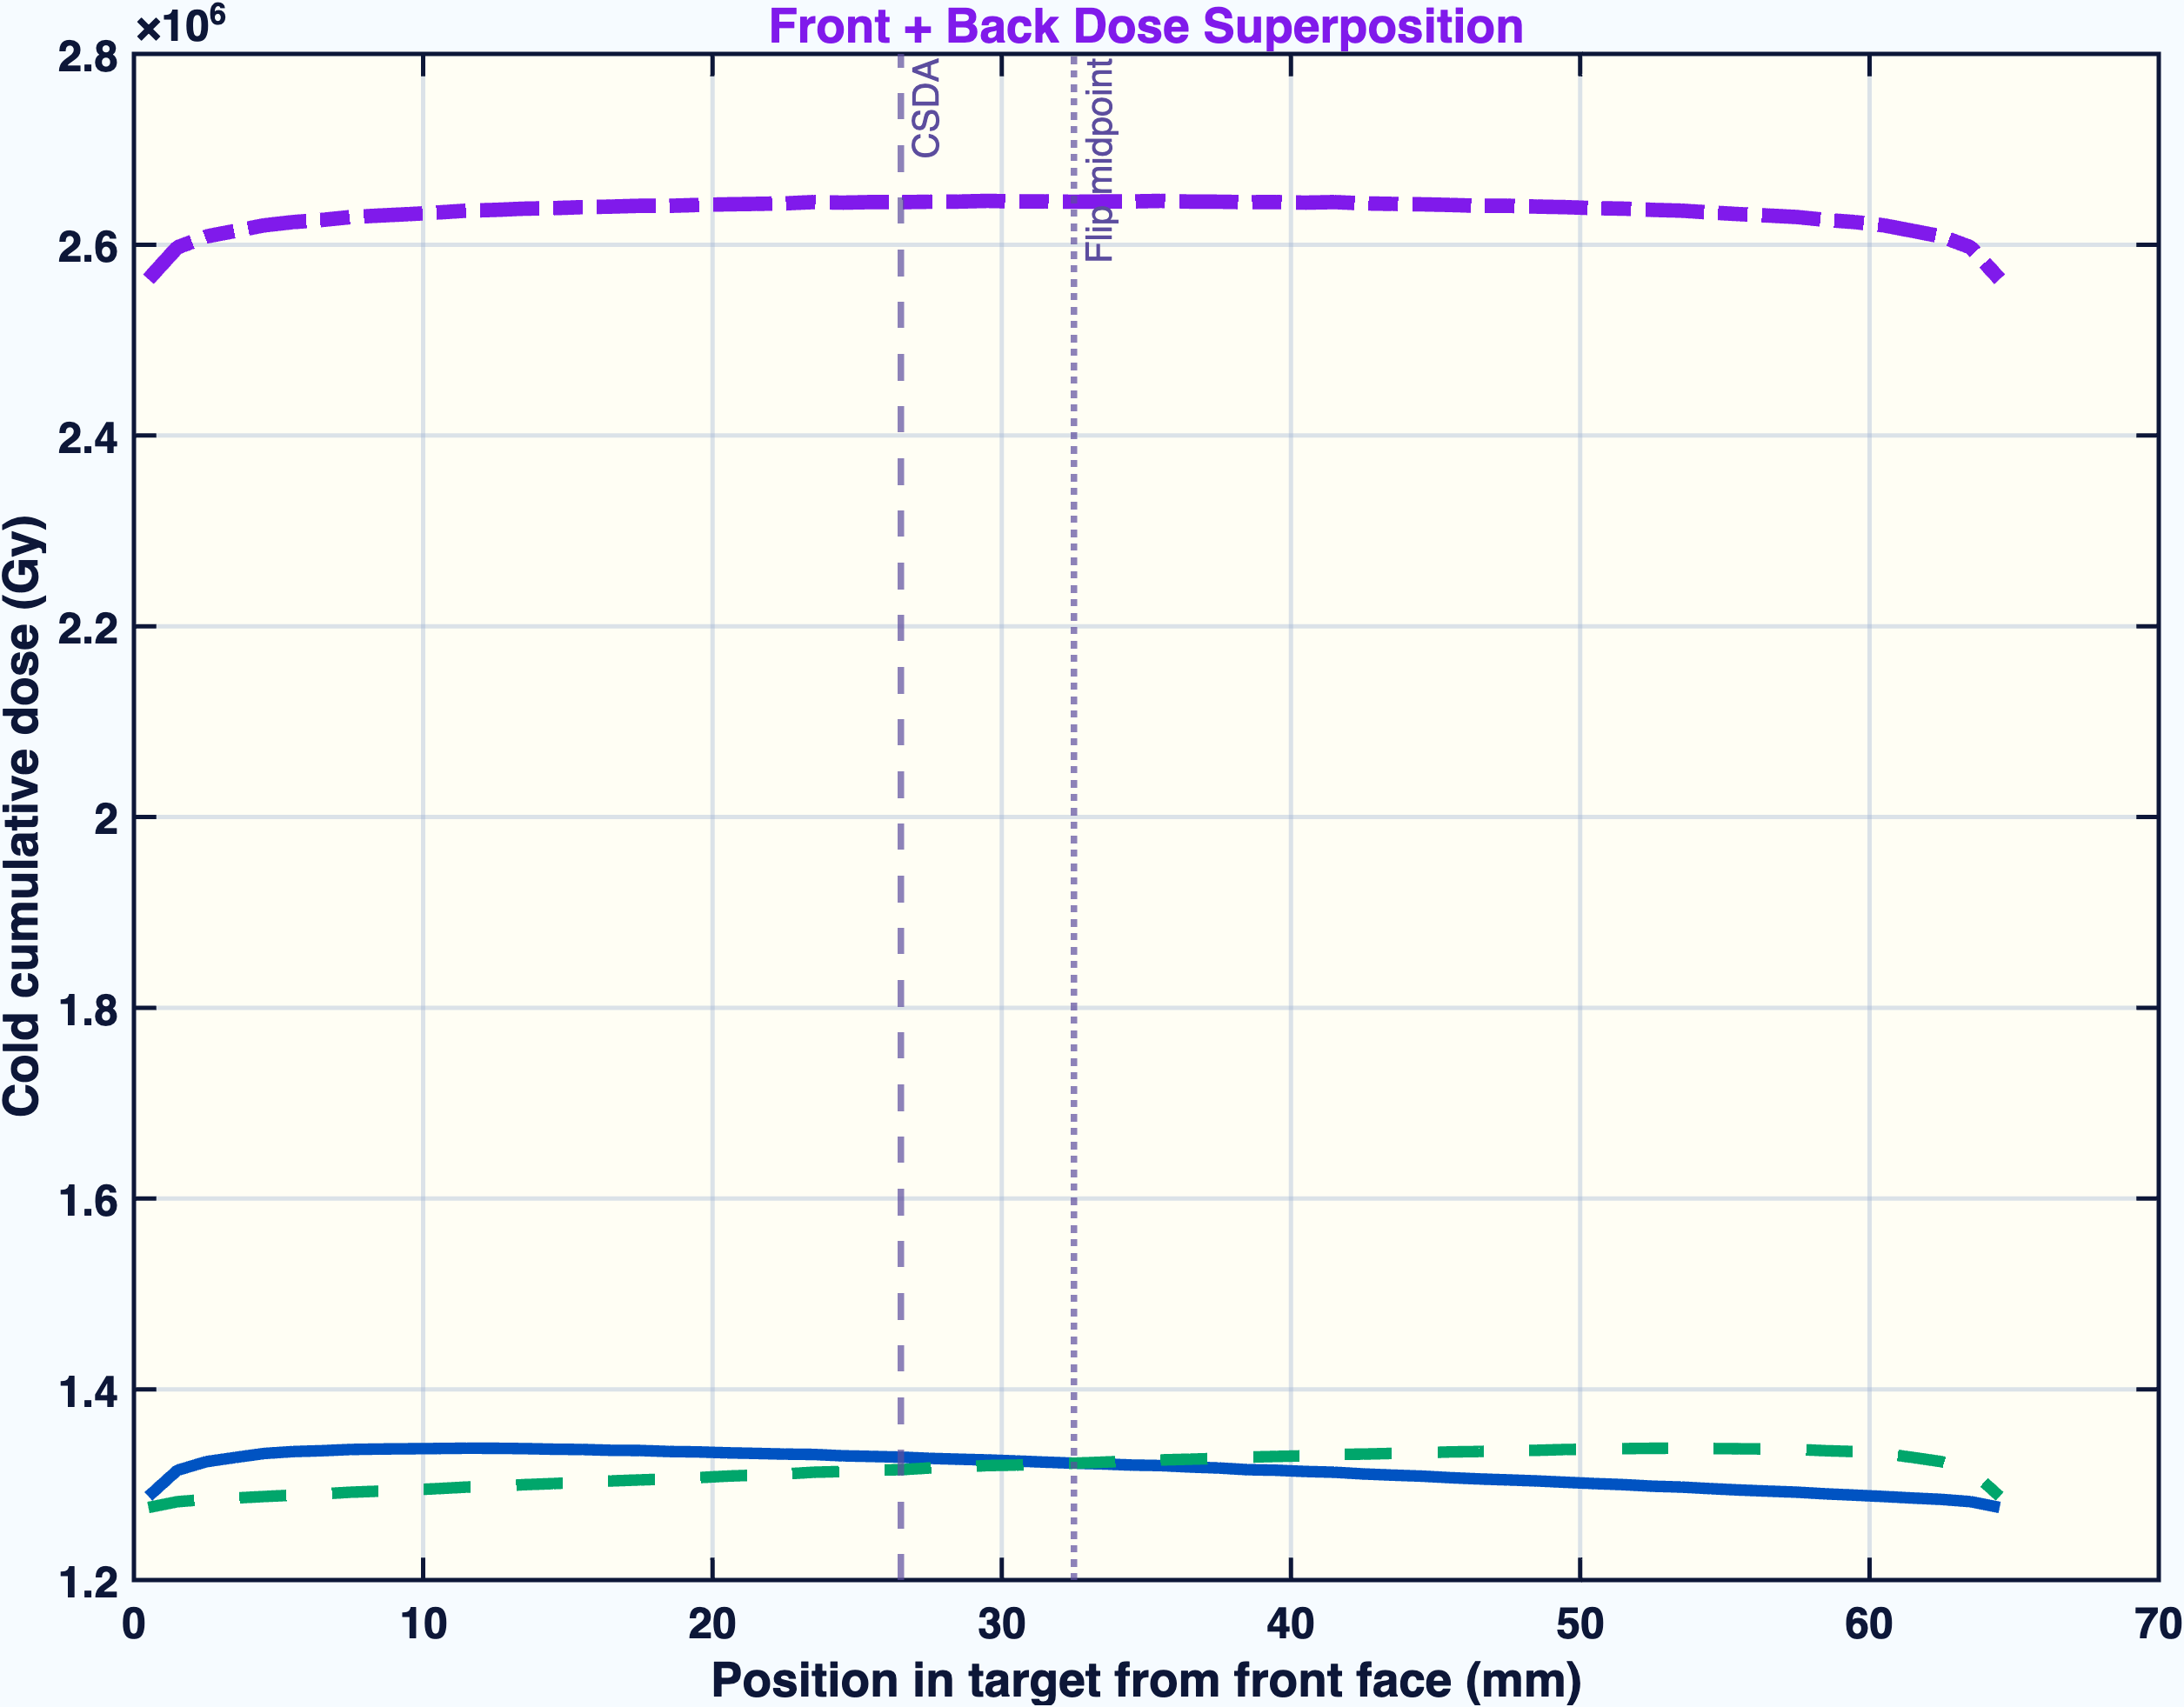 Front + Back Dose Superposition
×10⁶
2.8
2.6
2.4
2.2
2
1.8
1.6
1.4
1.2
Cold cumulative dose (Gy)
CSDA
Flip midpoint
0 10 20 30 40 50 60 70
Position in target from front face (mm)